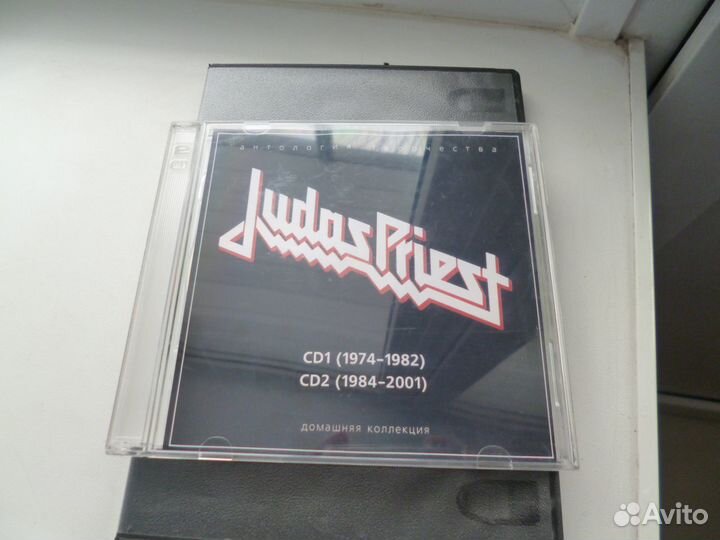 антология творчества
Judas Priest
CD1 (1974-1982)
CD2 (1984-2001)
домашняя коллекция
Avito